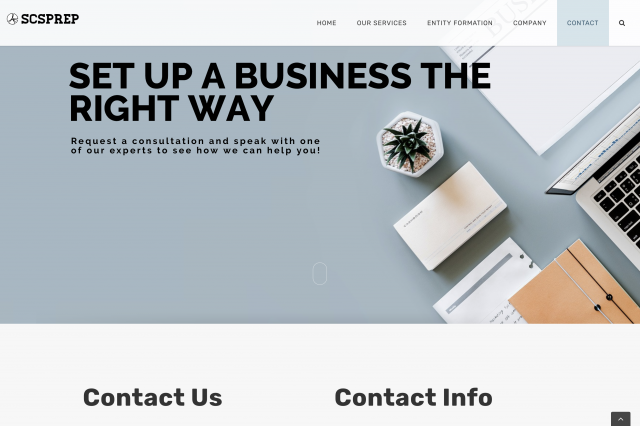 SCSPREP
HOME OUR SERVICES ENTITY FORMATION COMPANY CONTACT
SET UP A BUSINESS THE
RIGHT WAY
Request a consultation and speak with one
of our experts to see how we can help you!
Contact Us Contact Info